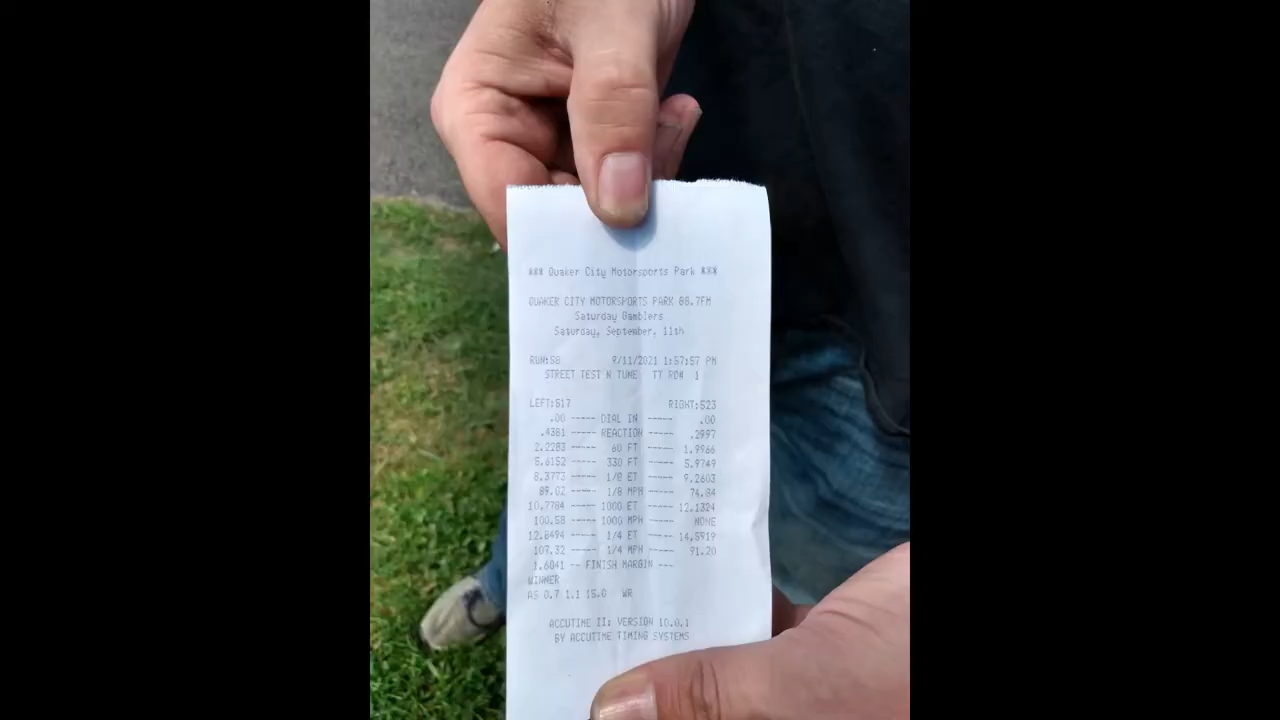 *** Quaker City Motorsports Park ***
QUAKER CITY MOTORSPORTS PARK 88.7FM
Saturday Gamblers
Saturday, September, 11th
RUN:58 9/11/2021 1:57:57 PM
STREET TEST N TUNE TT RD# 1
LEFT:517 RIGHT:523
.00 ----- DIAL IN ----- .00
.4381 ----- REACTION ----- .2997
2.2283 ----- 60 FT ----- 1.9966
5.6152 ----- 330 FT ----- 5.9749
8.3773 ----- 1/8 ET ----- 9.2603
89.02 ----- 1/8 MPH ----- 74.84
10.7784 ----- 1000 ET ----- 12.1324
100.58 ----- 1000 MPH ----- NONE
12.8494 ----- 1/4 ET ----- 14.5919
107.32 ----- 1/4 MPH ----- 91.20
1.6041 -- FINISH MARGIN ---
WINNER
AS 0.7 1.1 15.0 WR
ACCUTIME II: VERSION 10.0.1
BY ACCUTIME TIMING SYSTEMS